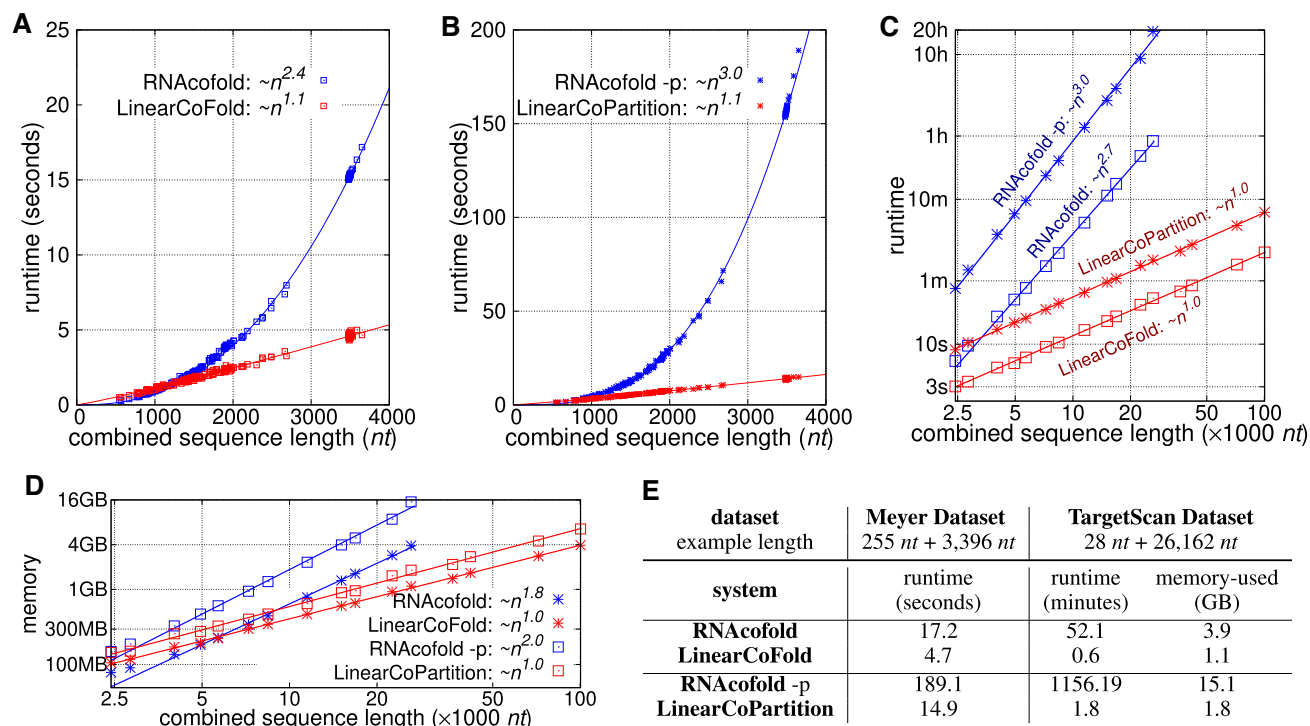 A
25
20
15
10
5
0
0
1000
2000
3000
4000
runtime (seconds)
combined sequence length (nt)
RNAcofold: ~n^2.4
LinearCoFold: ~n^1.1
B
200
150
100
50
0
0
1000
2000
3000
4000
runtime (seconds)
combined sequence length (nt)
RNAcofold -p: ~n^3.0
LinearCoPartition: ~n^1.1
C
20h
10h
1h
10m
1m
10s
3s
2.5
5
10
20
50
100
runtime
combined sequence length (×1000 nt)
RNAcofold -p: ~n^3.0
RNAcofold: ~n^2.7
LinearCoPartition: ~n^1.0
LinearCoFold: ~n^1.0
D
16GB
4GB
1GB
300MB
100MB
2.5
5
10
20
50
100
memory
combined sequence length (×1000 nt)
RNAcofold: ~n^1.8
LinearCoFold: ~n^1.0
RNAcofold -p: ~n^2.0
LinearCoPartition: ~n^1.0
E
dataset Meyer Dataset TargetScan Dataset
example length 255 nt + 3,396 nt 28 nt + 26,162 nt
system runtime (seconds) runtime (minutes) memory-used (GB)
RNAcofold 17.2 52.1 3.9
LinearCoFold 4.7 0.6 1.1
RNAcofold -p 189.1 1156.19 15.1
LinearCoPartition 14.9 1.8 1.8